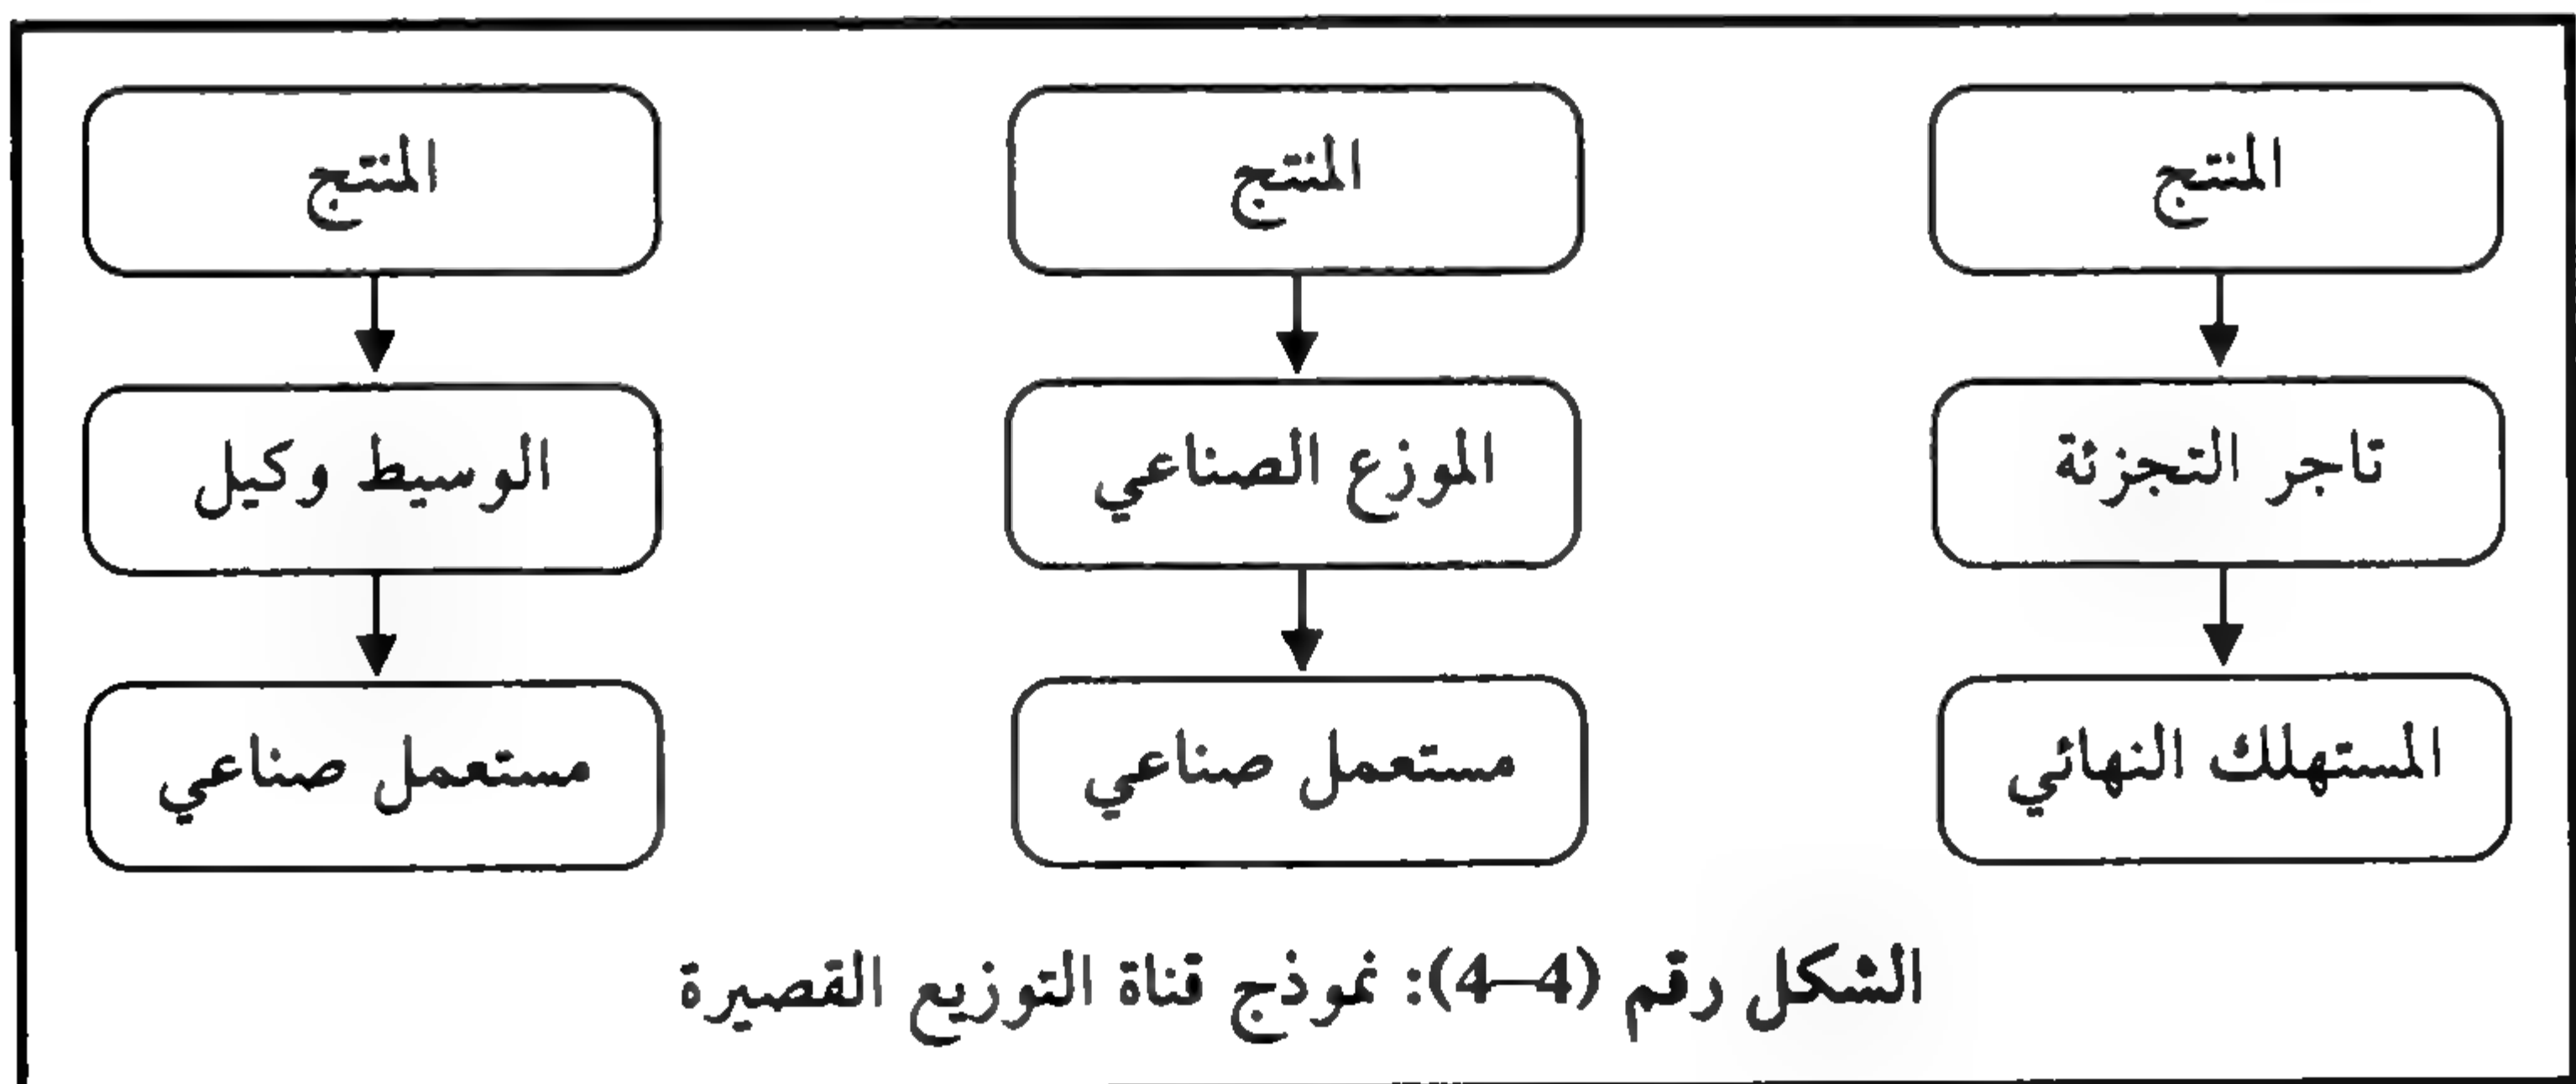 المنتج
المنتج
المنتج
تاجر التجزئة
الموزع الصناعي
الوسيط وكيل
المستهلك النهائي
مستعمل صناعي
مستعمل صناعي
الشكل رقم (4–4): نموذج قناة التوزيع القصيرة